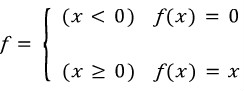 f = { (x < 0) f(x) = 0
(x ≥ 0) f(x) = x